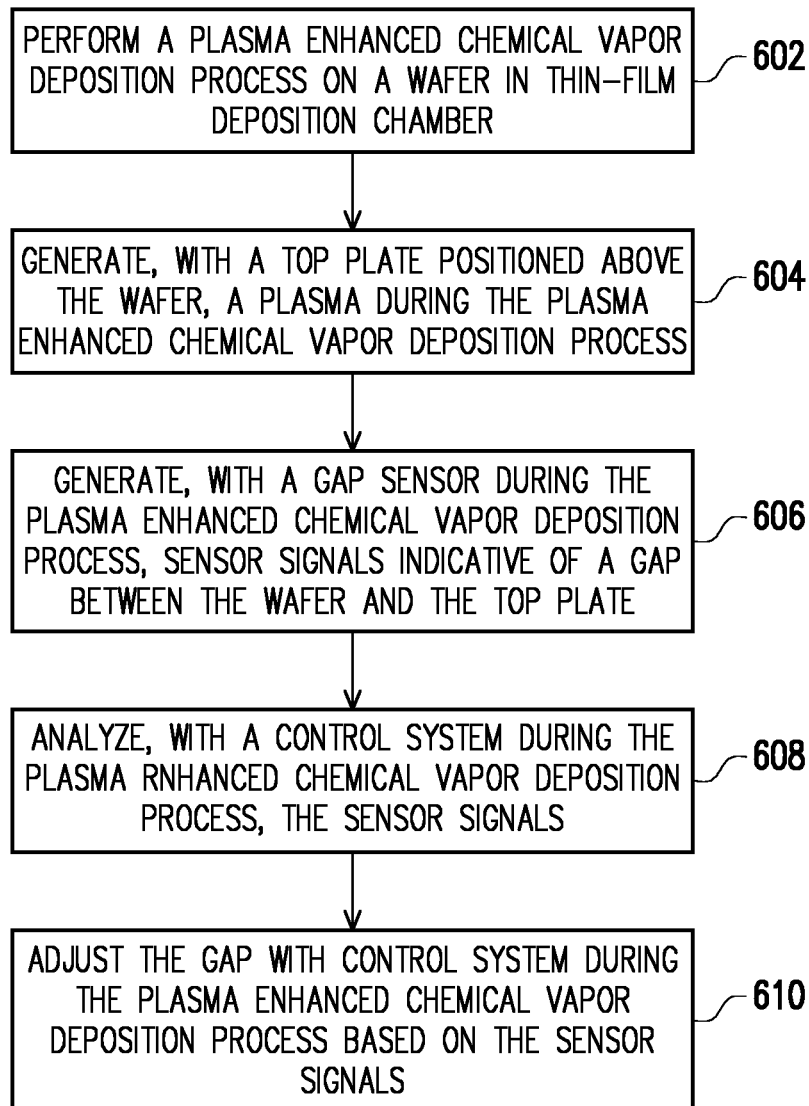 PERFORM A PLASMA ENHANCED CHEMICAL VAPOR
DEPOSITION PROCESS ON A WAFER IN THIN-FILM
DEPOSITION CHAMBER
602
GENERATE, WITH A TOP PLATE POSITIONED ABOVE
THE WAFER, A PLASMA DURING THE PLASMA
ENHANCED CHEMICAL VAPOR DEPOSITION PROCESS
604
GENERATE, WITH A GAP SENSOR DURING THE
PLASMA ENHANCED CHEMICAL VAPOR DEPOSITION
PROCESS, SENSOR SIGNALS INDICATIVE OF A GAP
BETWEEN THE WAFER AND THE TOP PLATE
606
ANALYZE, WITH A CONTROL SYSTEM DURING THE
PLASMA RNHANCED CHEMICAL VAPOR DEPOSITION
PROCESS, THE SENSOR SIGNALS
608
ADJUST THE GAP WITH CONTROL SYSTEM DURING
THE PLASMA ENHANCED CHEMICAL VAPOR
DEPOSITION PROCESS BASED ON THE SENSOR
SIGNALS
610